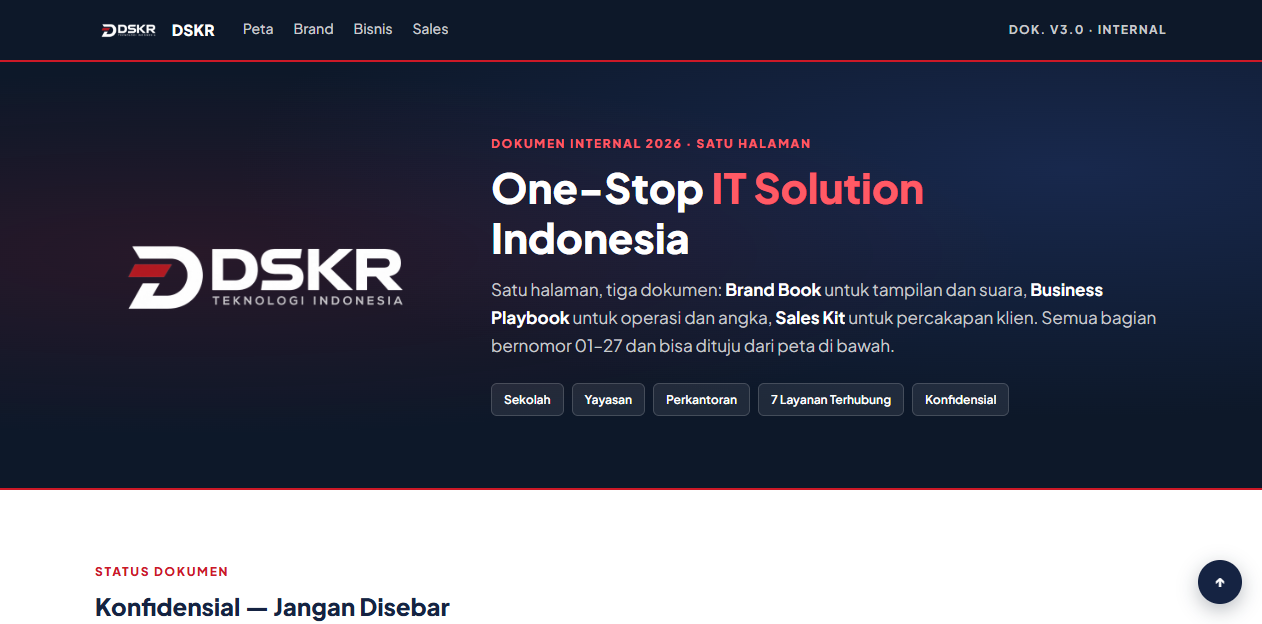 DSKR
DSKR
Peta
Brand
Bisnis
Sales
DOK. V3.0 · INTERNAL
DSKR
TEKNOLOGI INDONESIA
DOKUMEN INTERNAL 2026 · SATU HALAMAN
One-Stop IT Solution
Indonesia
Satu halaman, tiga dokumen: Brand Book untuk tampilan dan suara, Business
Playbook untuk operasi dan angka, Sales Kit untuk percakapan klien. Semua bagian
bernomor 01–27 dan bisa dituju dari peta di bawah.
Sekolah
Yayasan
Perkantoran
7 Layanan Terhubung
Konfidensial
STATUS DOKUMEN
Konfidensial — Jangan Disebar